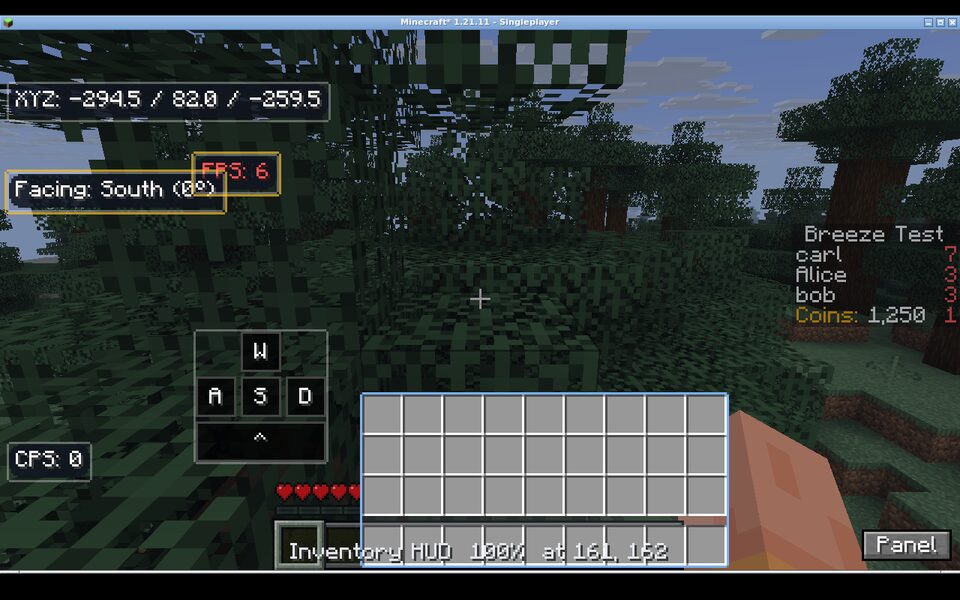 Minecraft* 1.21.11 - Singleplayer
XYZ: -294.5 / 82.0 / -259.5
FPS: 6
Facing: South (0°)
Breeze Test
carl 7
Alice 3
bob 3
Coins: 1,250 1
W
A S D
^
CPS: 0
Inventory HUD 100% at 161, 162
Panel